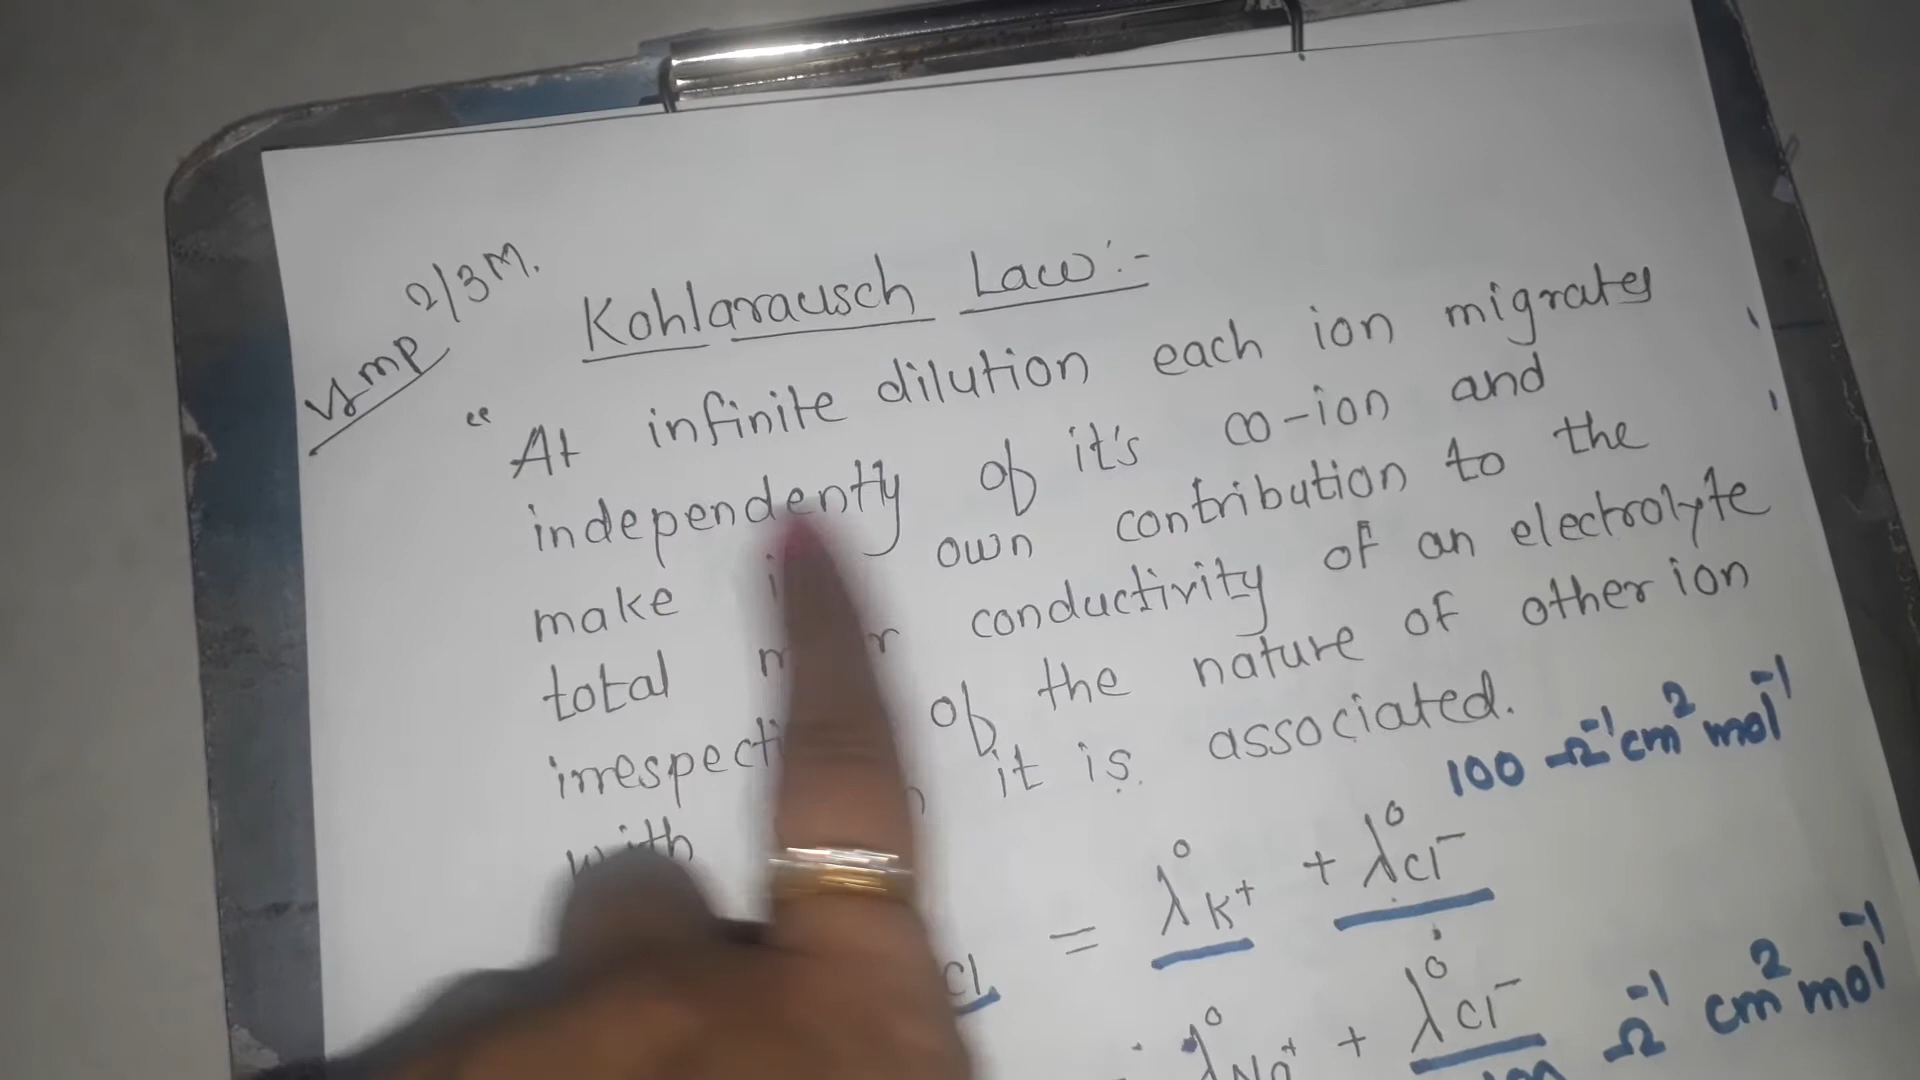 Imp 2/3 M.
Kohlarausch Law :-
"At infinite dilution each ion migrates
independently of it's co-ion and
make own contribution to the
total conductivity of an electrolyte
of the nature of other ion
with it is associated.
100 Ω⁻¹ cm² mol⁻¹
= λ°K⁺ + λ°Cl⁻
λ°Na⁺ + λ°Cl⁻
Ω⁻¹ cm² mol⁻¹